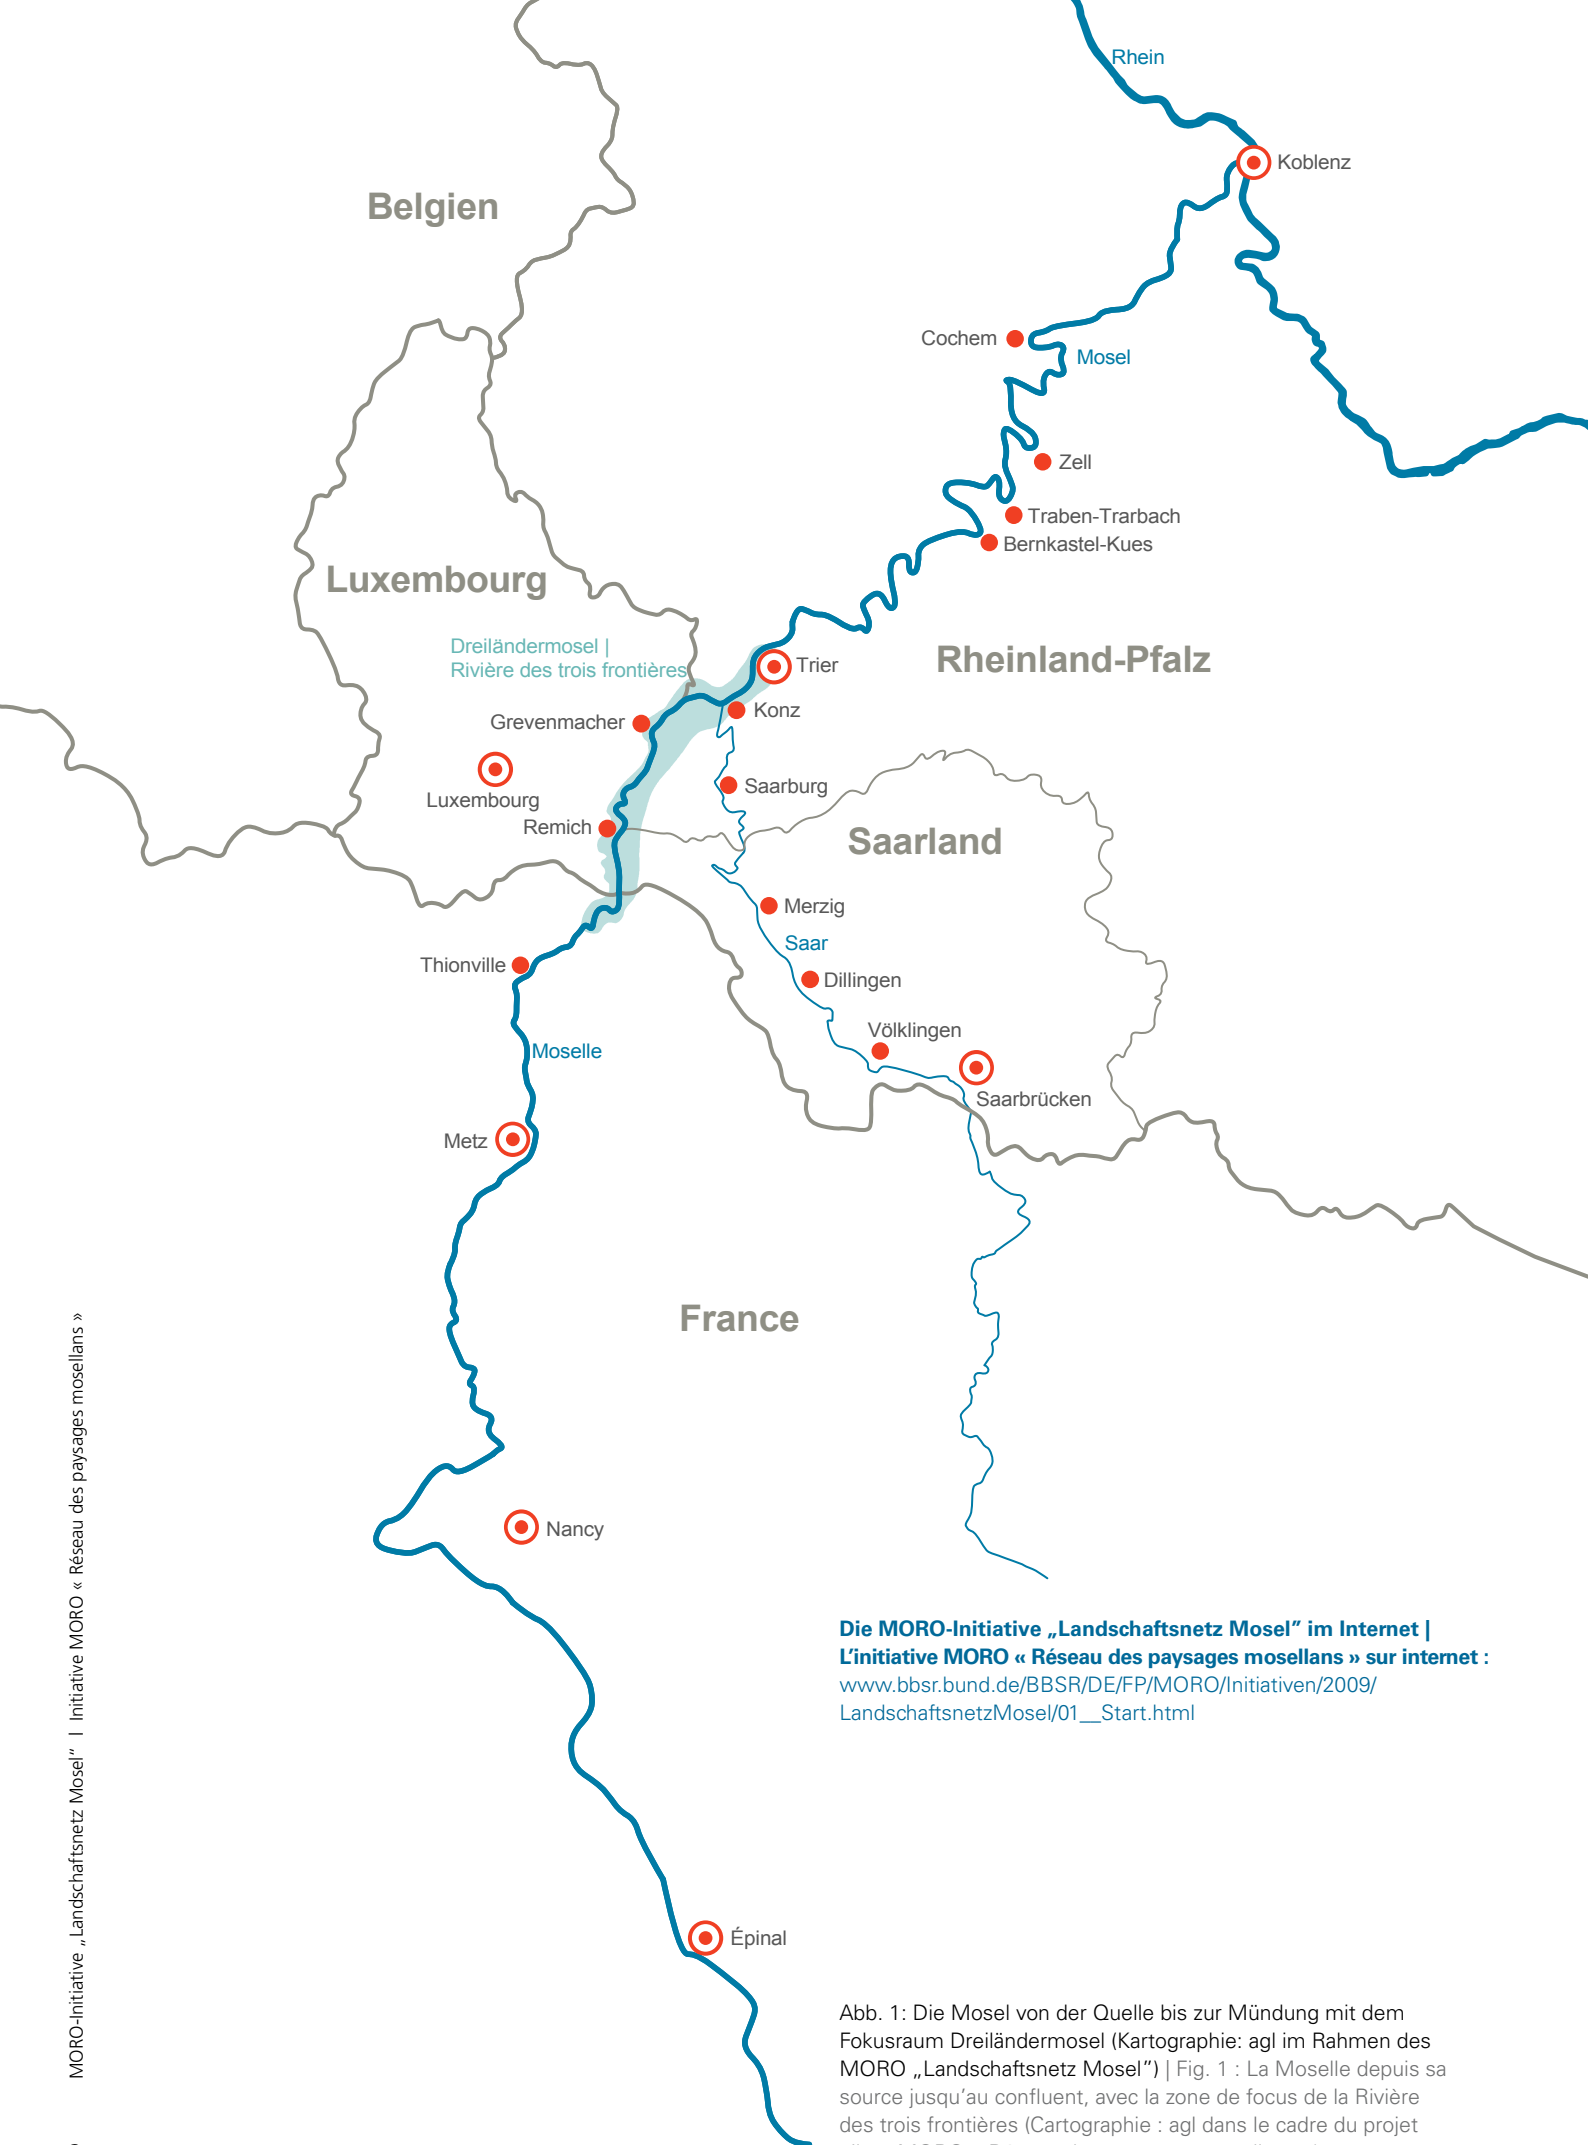 Rhein
Koblenz
Belgien
Cochem
Mosel
Zell
Traben-Trarbach
Bernkastel-Kues
Luxembourg
Dreiländermosel |
Rivière des trois frontières
Trier
Rheinland-Pfalz
Konz
Grevenmacher
Luxembourg
Saarburg
Remich
Saarland
Merzig
Saar
Thionville
Dillingen
Völklingen
Moselle
Saarbrücken
Metz
France
Nancy
Die MORO-Initiative „Landschaftsnetz Mosel” im Internet |
L’initiative MORO « Réseau des paysages mosellans » sur internet :
www.bbsr.bund.de/BBSR/DE/FP/MORO/Initiativen/2009/
LandschaftsnetzMosel/01__Start.html
Épinal
Abb. 1: Die Mosel von der Quelle bis zur Mündung mit dem
Fokusraum Dreiländermosel (Kartographie: agl im Rahmen des
MORO „Landschaftsnetz Mosel”) | Fig. 1 : La Moselle depuis sa
source jusqu’au confluent, avec la zone de focus de la Rivière
des trois frontières (Cartographie : agl dans le cadre du projet
MORO-Initiative „Landschaftsnetz Mosel“ | Initiative MORO « Réseau des paysages mosellans »